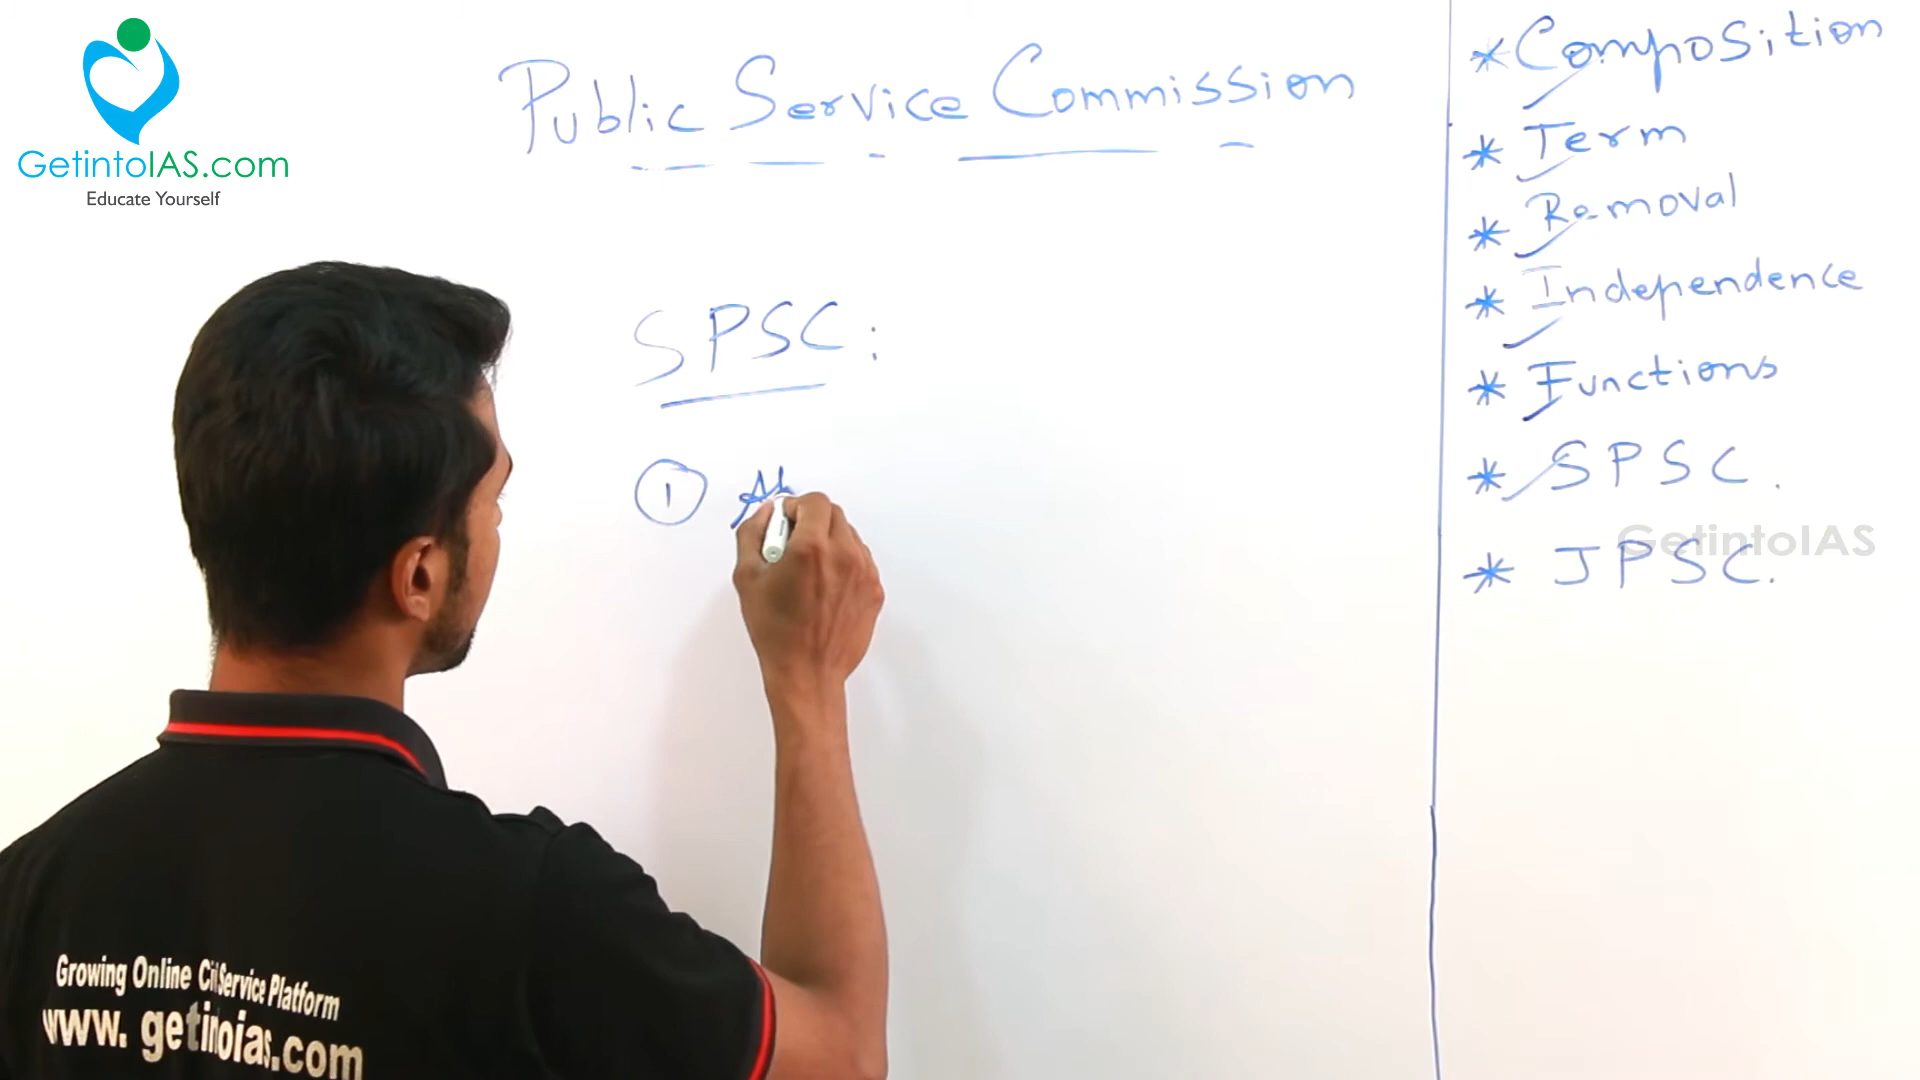 GetintoIAS.com
Educate Yourself
Public Service Commission
SPSC:
1
* Composition
* Term
* Removal
* Independence
* Functions
* SPSC.
GetintoIAS
* JPSC.
Growing Online Civil Service Platform
www.getintoias.com